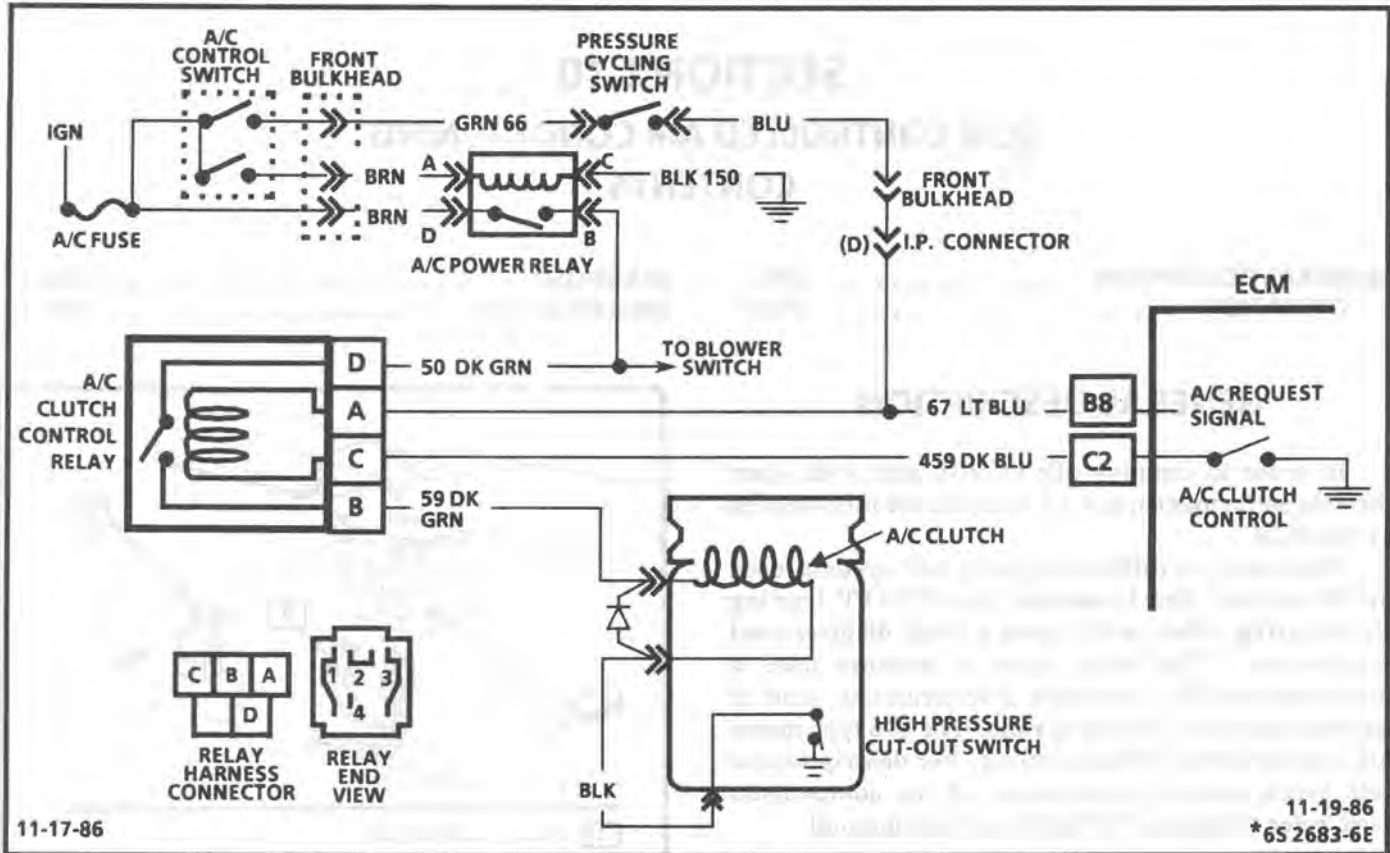 A/C
CONTROL
SWITCH
FRONT
BULKHEAD
PRESSURE
CYCLING
SWITCH
IGN
GRN 66
BLU
A/C FUSE
BRN
A
C
BLK 150
BRN
D
B
A/C POWER RELAY
FRONT
BULKHEAD
(D)
I.P. CONNECTOR
ECM
A/C
CLUTCH
CONTROL
RELAY
D
50 DK GRN
TO BLOWER
SWITCH
A
67 LT BLU
B8
A/C REQUEST
SIGNAL
C
459 DK BLU
C2
A/C CLUTCH
CONTROL
B
59 DK
GRN
A/C CLUTCH
HIGH PRESSURE
CUT-OUT SWITCH
BLK
C B A
D
RELAY
HARNESS
CONNECTOR
1 2 3
4
RELAY
END
VIEW
11-17-86
11-19-86
*6S 2683-6E